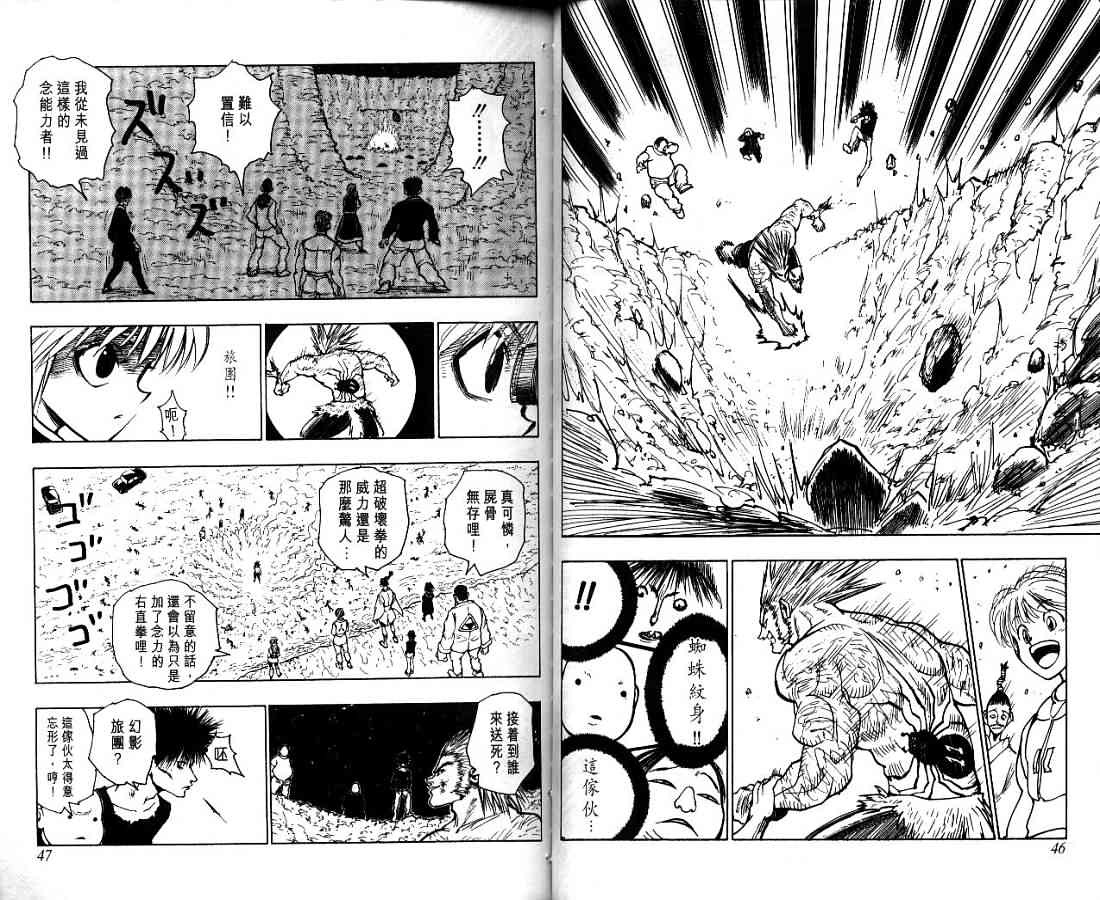 !!
蜘蛛紋身!!
這傢伙…
11
46
!!………!!
難以
置信！
我從未見過
這樣的
念能力者!!
ズズズ
旅團!!
呃！
真可憐，
屍骨
無存哩！
超破壞拳的
威力還是
那麼驚人…
不留意的話，
還會以為只是
加了念力的
右直拳哩！
ゴゴゴゴ
接着到誰
來送死？
呸
幻影
旅團？
這傢伙太得意
忘形了，哼！
47